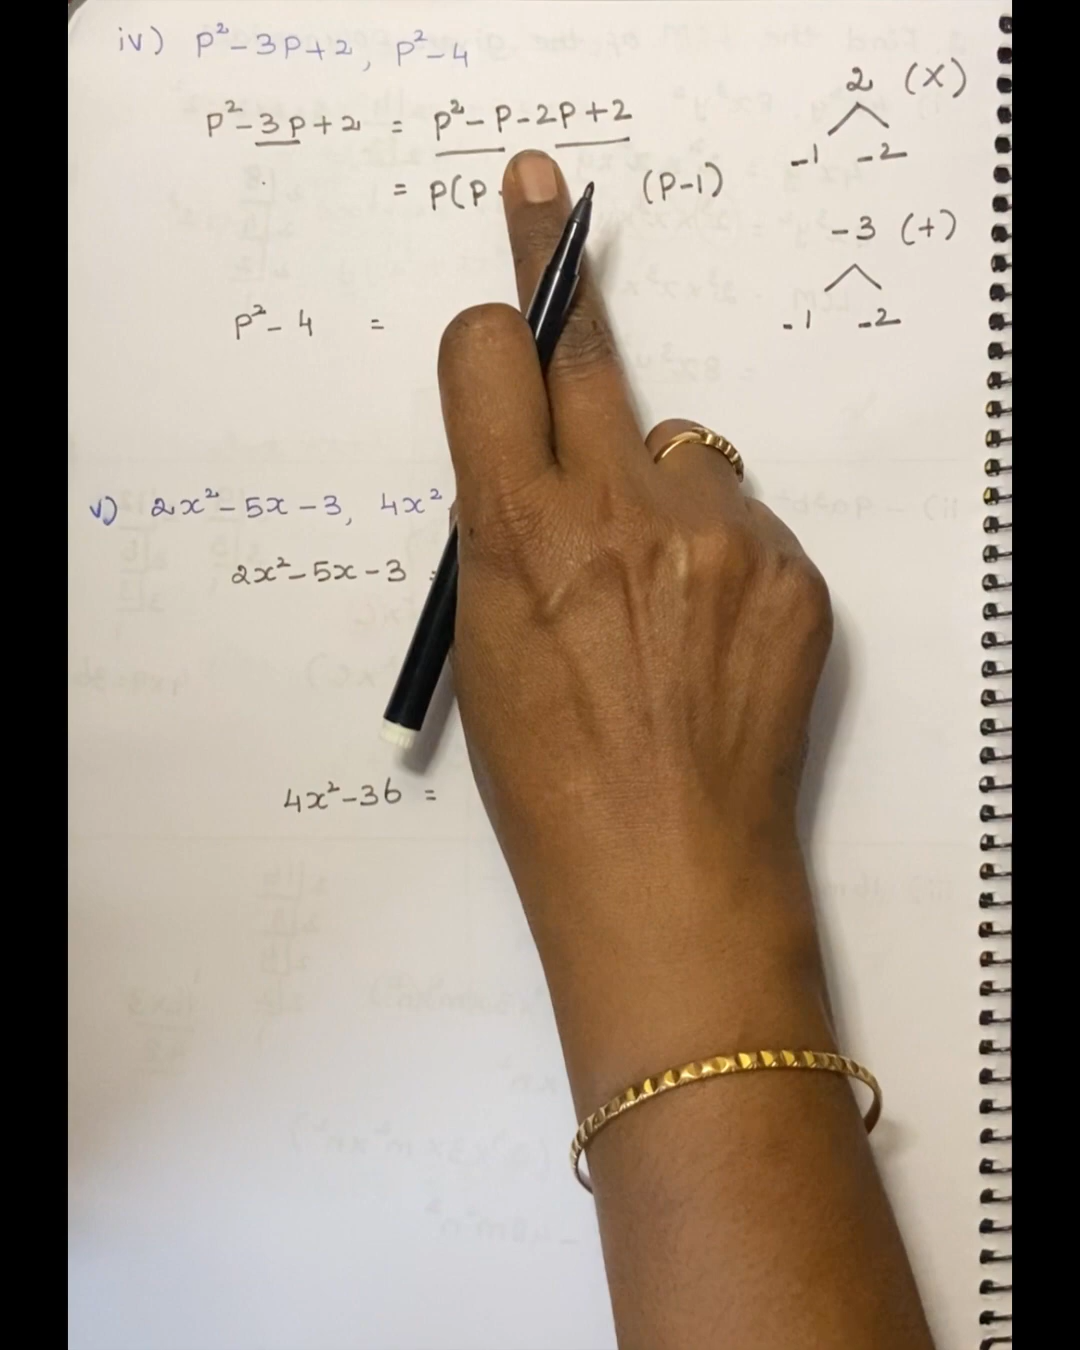 iv) p²-3p+2, p²-4
p²-3p+2 = p²-p-2p+2
= p(p (p-1)
2 (x)
-1 -2
-3 (+)
-1 -2
p²-4 =
v) 2x²-5x-3, 4x²
2x²-5x-3
4x²-36 =